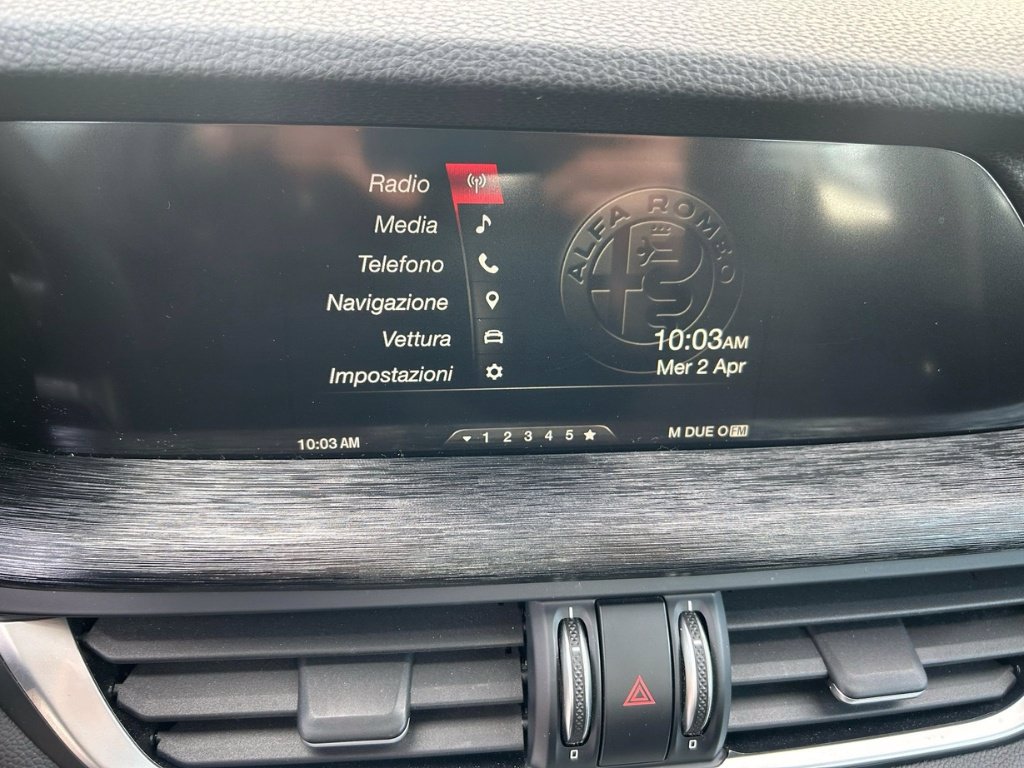 Radio
Media
Telefono
Navigazione
Vettura
Impostazioni
ALFA ROMEO
10:03AM
Mer 2 Apr
10:03 AM
1 2 3 4 5
M DUE O FM